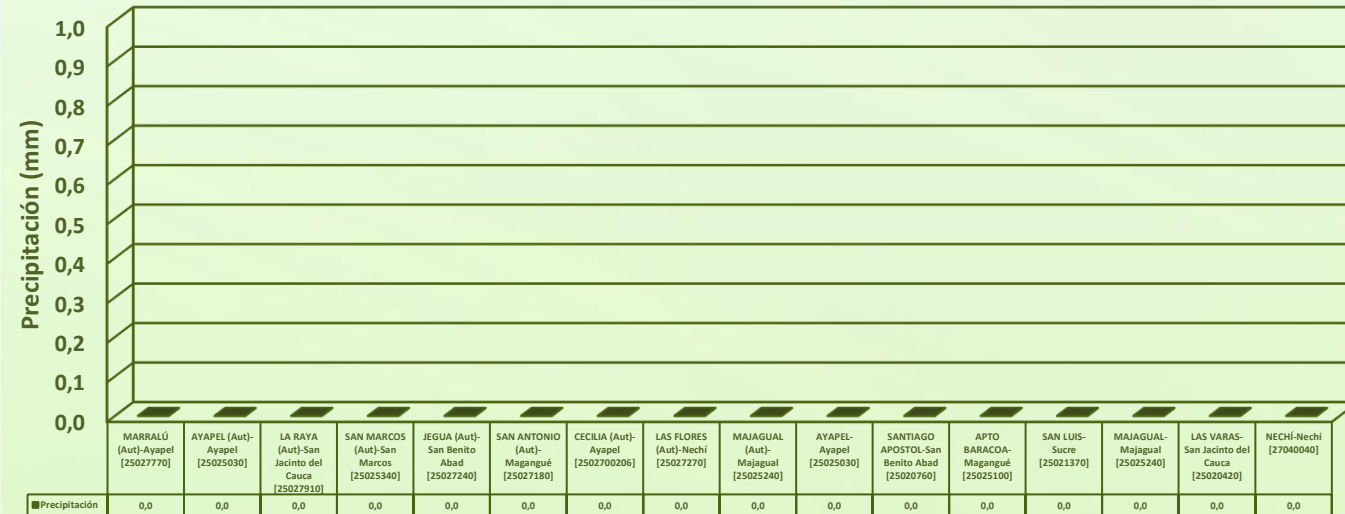 Precipitación (mm)
1,0
0,9
0,8
0,7
0,6
0,5
0,4
0,3
0,2
0,1
0,0
MARRALÚ
(Aut)-Ayapel
[25027770]
AYAPEL (Aut)-
Ayapel
[25025030]
LA RAYA
(Aut)-San
Jacinto del
Cauca
[25027910]
SAN MARCOS
(Aut)-San
Marcos
[25025340]
JEGUA (Aut)-
San Benito
Abad
[25027240]
SAN ANTONIO
(Aut)-
Magangué
[25027180]
CECILIA (Aut)-
Ayapel
[2502700206]
LAS FLORES
(Aut)-Nechí
[25027270]
MAJAGUAL
(Aut)-
Majagual
[25025240]
AYAPEL-
Ayapel
[25025030]
SANTIAGO
APOSTOL-San
Benito Abad
[25020760]
APTO
BARACOA-
Magangué
[25025100]
SAN LUIS-
Sucre
[25021370]
MAJAGUAL-
Majagual
[25025240]
LAS VARAS-
San Jacinto del
Cauca
[25020420]
NECHÍ-Nechí
[27040040]
Precipitación 0,0 0,0 0,0 0,0 0,0 0,0 0,0 0,0 0,0 0,0 0,0 0,0 0,0 0,0 0,0 0,0